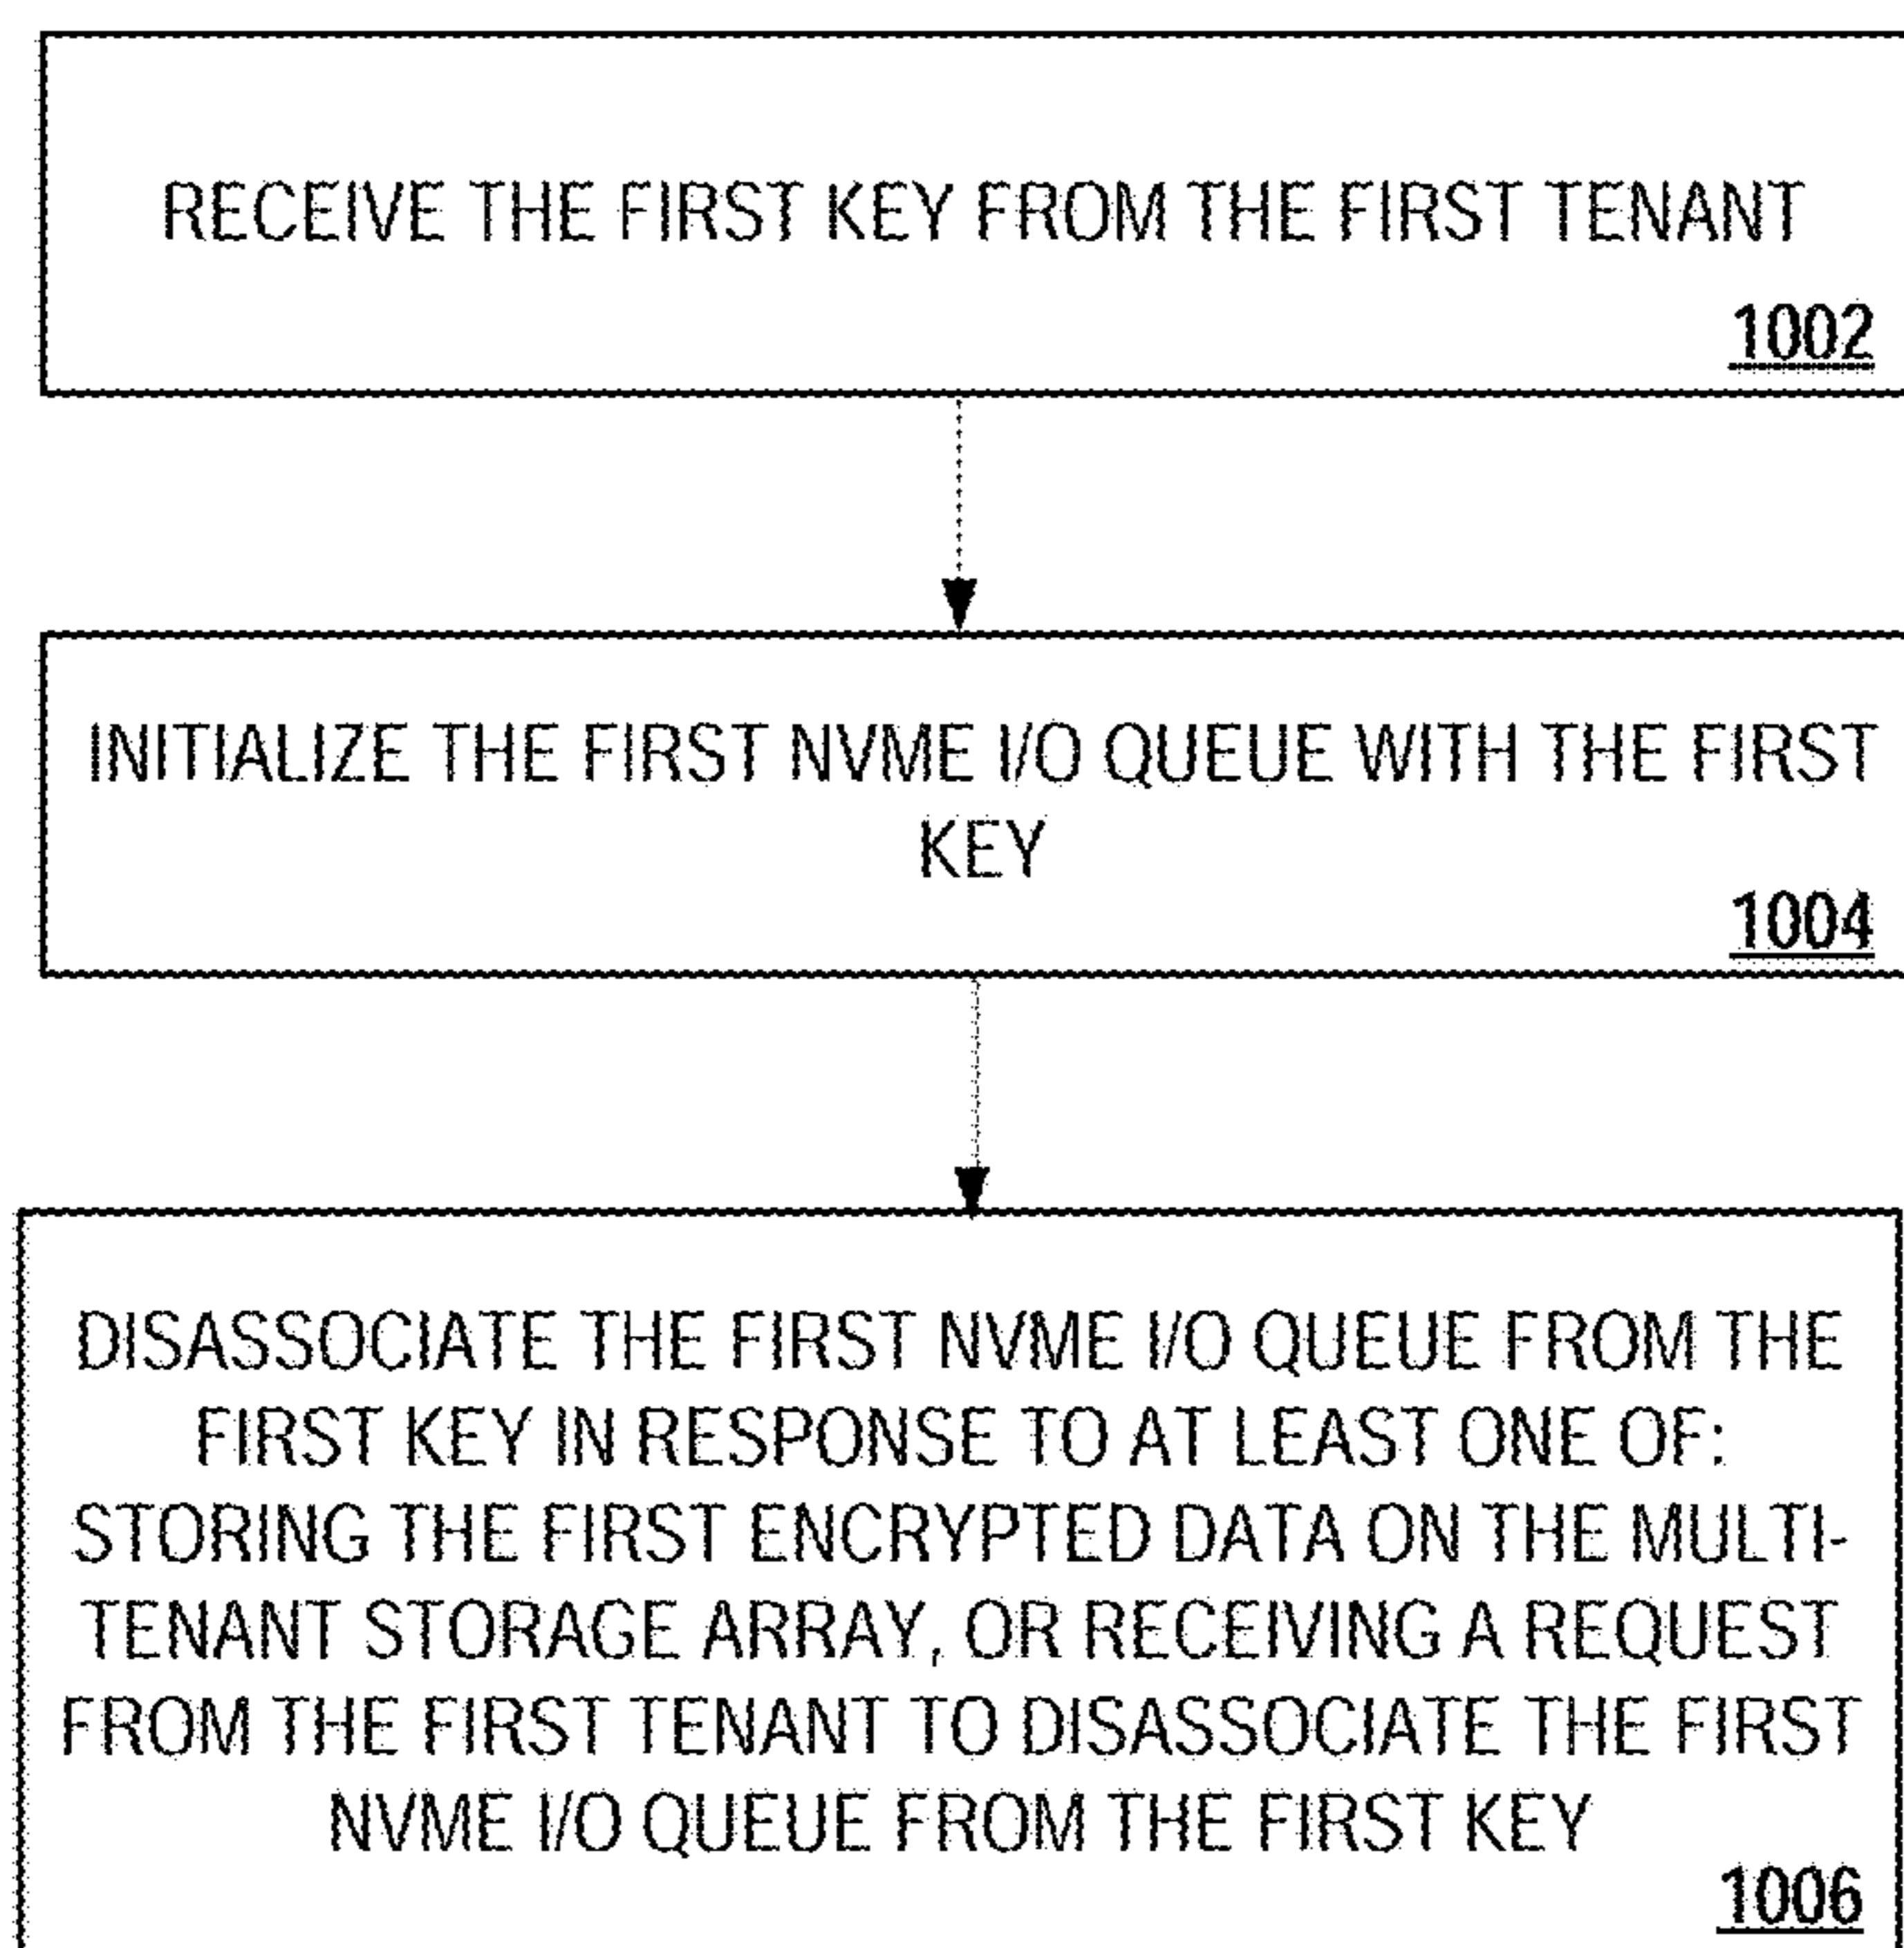 RECEIVE THE FIRST KEY FROM THE FIRST TENANT
1002
INITIALIZE THE FIRST NVME I/O QUEUE WITH THE FIRST
KEY
1004
DISASSOCIATE THE FIRST NVME I/O QUEUE FROM THE
FIRST KEY IN RESPONSE TO AT LEAST ONE OF:
STORING THE FIRST ENCRYPTED DATA ON THE MULTI-
TENANT STORAGE ARRAY, OR RECEIVING A REQUEST
FROM THE FIRST TENANT TO DISASSOCIATE THE FIRST
NVME I/O QUEUE FROM THE FIRST KEY
1006